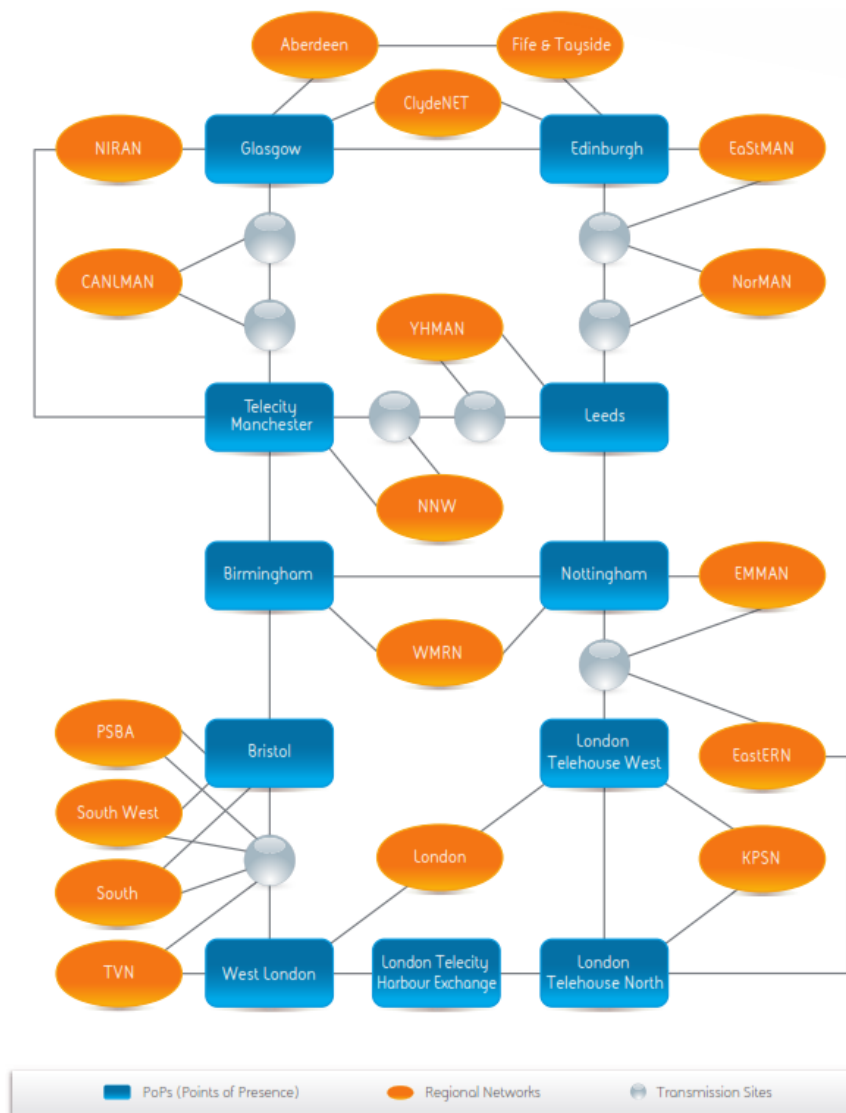 Aberdeen
Fife & Tayside
ClydeNET
NIRAN
Glasgow
Edinburgh
EaStMAN
CANLMAN
NorMAN
YHMAN
Telecity
Manchester
Leeds
NNW
Birmingham
Nottingham
EMMAN
WMRN
PSBA
Bristol
London
Telehouse West
EastERN
South West
London
KPSN
South
TVN
West London
London Telecity
Harbour Exchange
London
Telehouse North
PoPs (Points of Presence)
Regional Networks
Transmission Sites